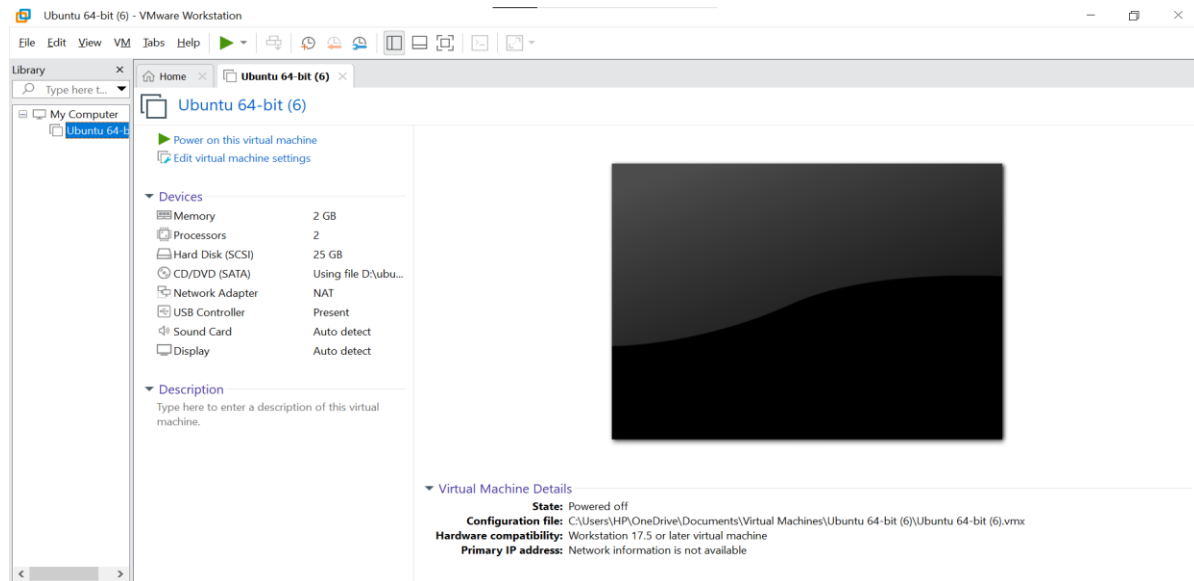 Ubuntu 64-bit (6) - VMware Workstation
File Edit View VM Tabs Help
Library
Type here t...
My Computer
Ubuntu 64-b
Home
Ubuntu 64-bit (6)
Ubuntu 64-bit (6)
Power on this virtual machine
Edit virtual machine settings
Devices
Memory 2 GB
Processors 2
Hard Disk (SCSI) 25 GB
CD/DVD (SATA) Using file D:\ubu...
Network Adapter NAT
USB Controller Present
Sound Card Auto detect
Display Auto detect
Description
Type here to enter a description of this virtual
machine.
Virtual Machine Details
State: Powered off
Configuration file: C:\Users\HP\OneDrive\Documents\Virtual Machines\Ubuntu 64-bit (6)\Ubuntu 64-bit (6).vmx
Hardware compatibility: Workstation 17.5 or later virtual machine
Primary IP address: Network information is not available